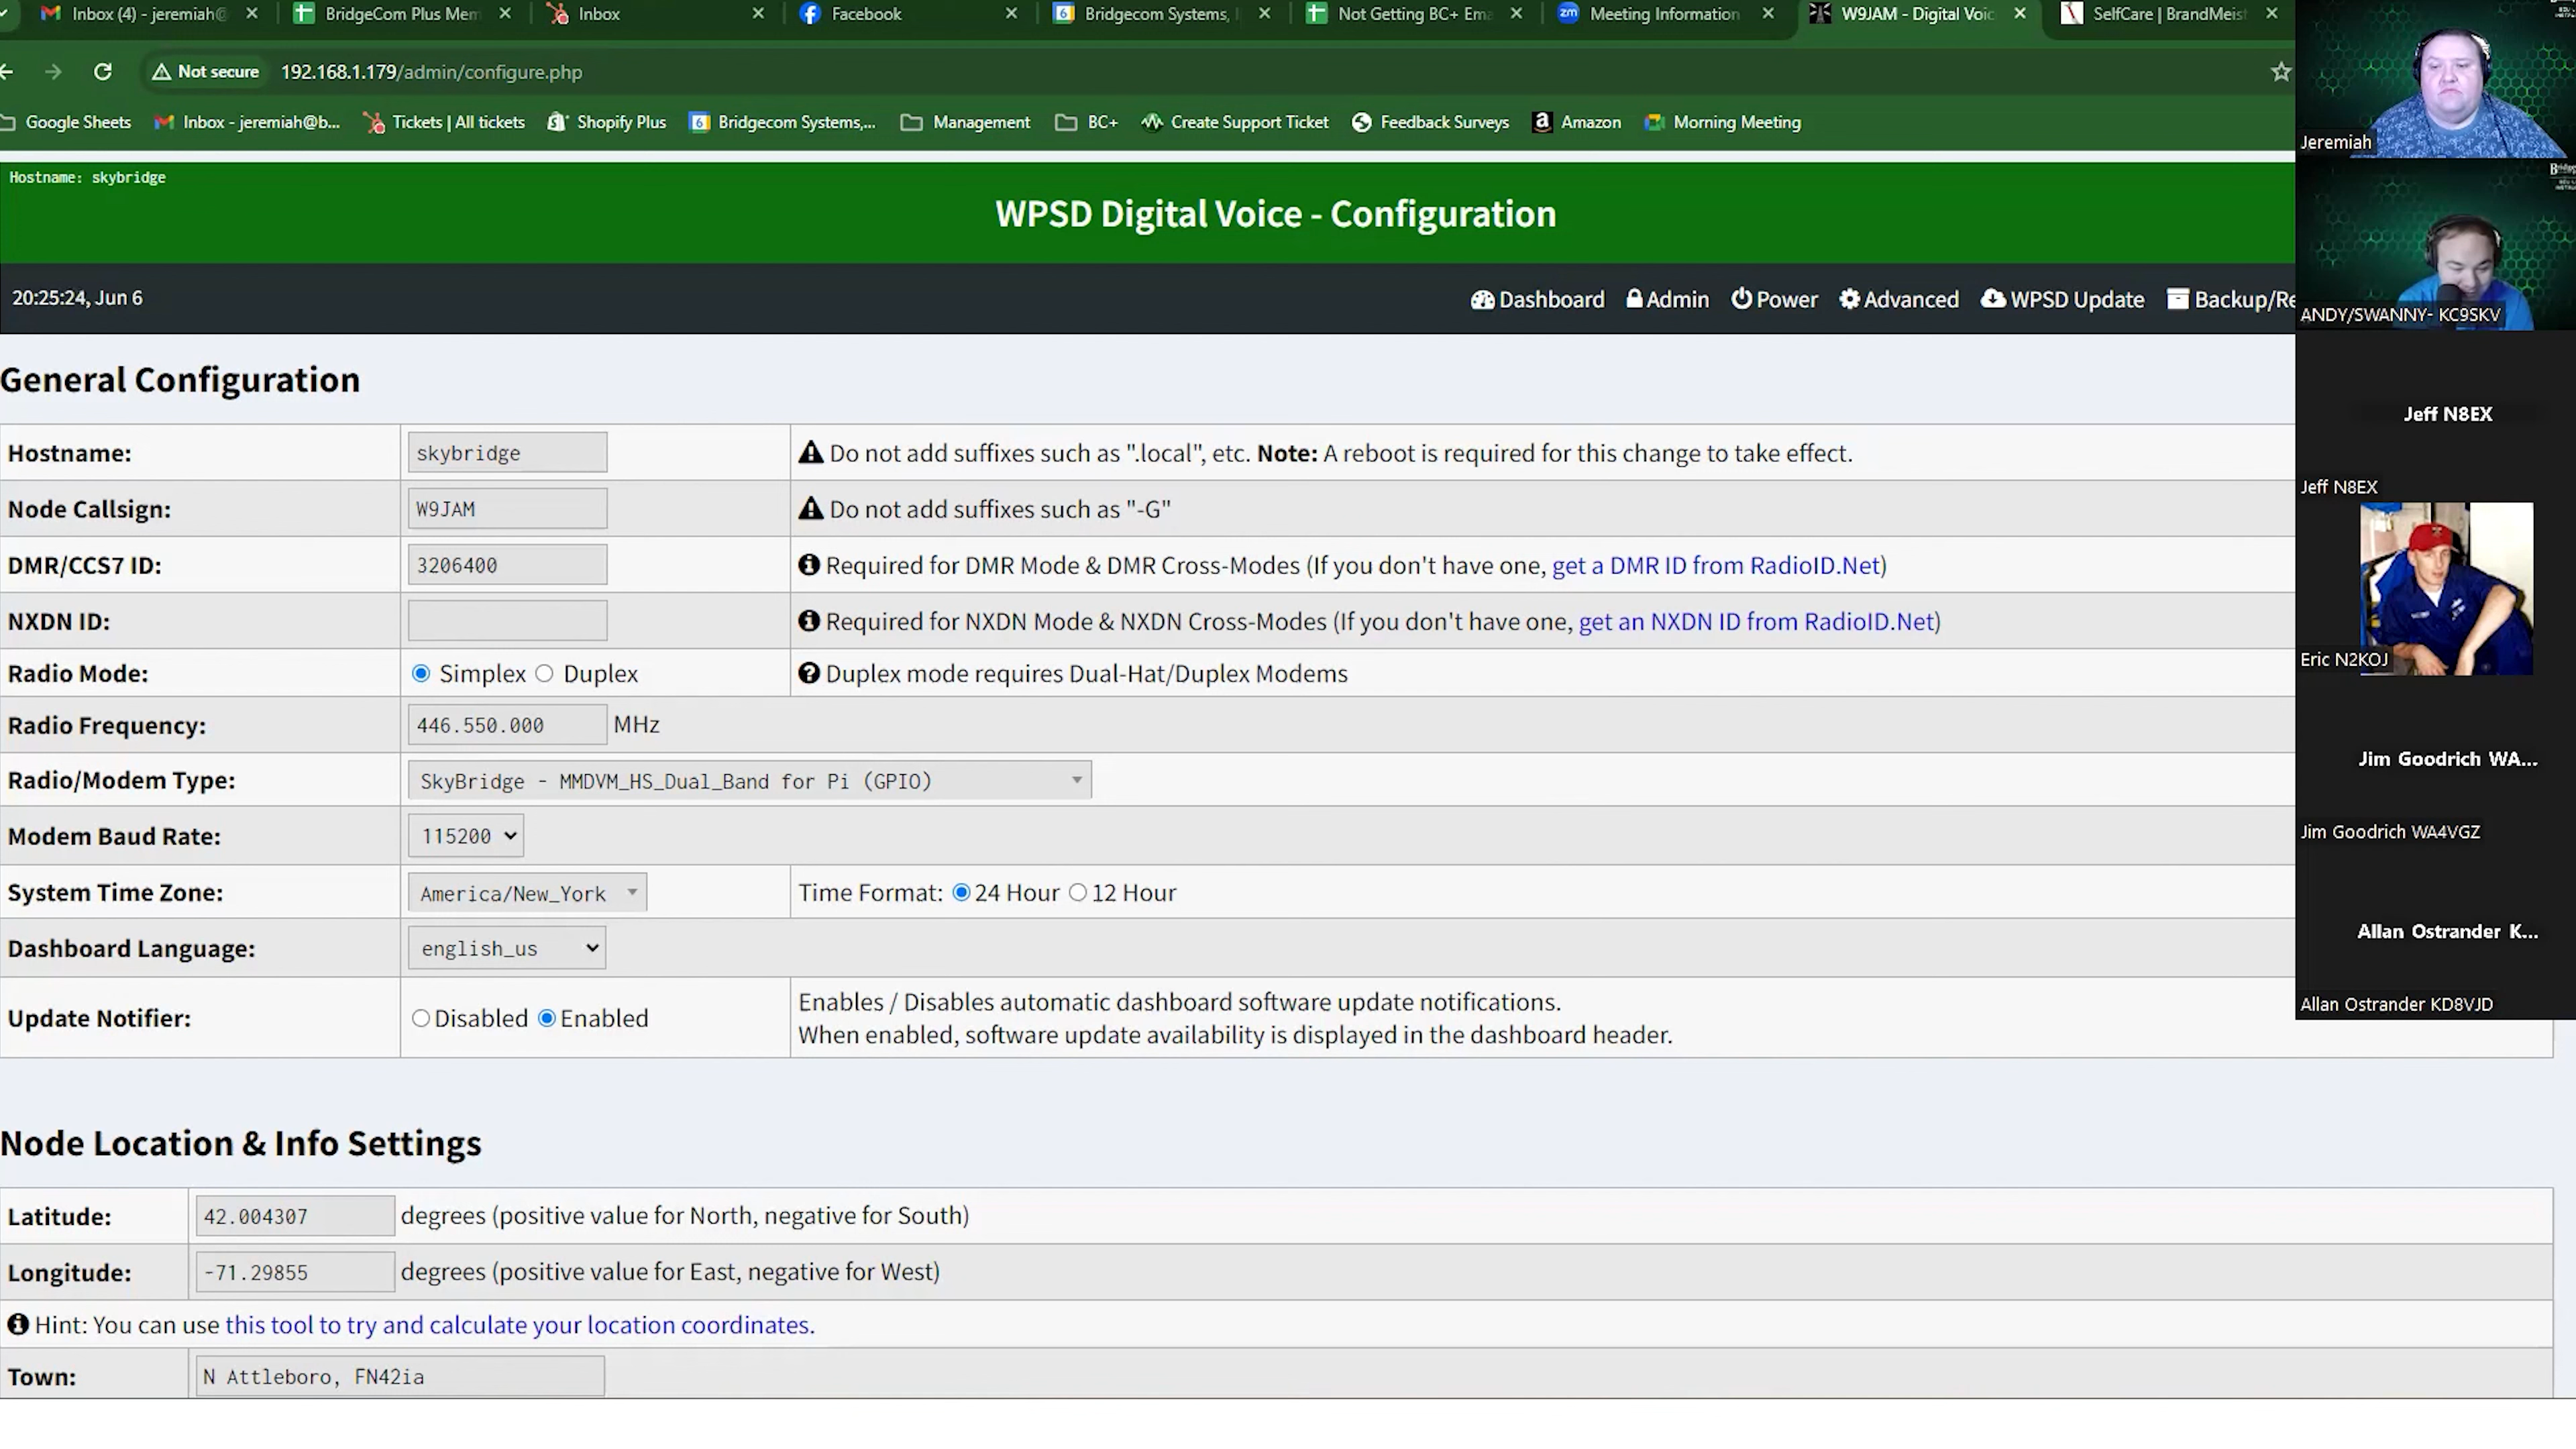 Inbox (4) - jeremiah@
BridgeCom Plus Mem
Inbox
Facebook
Bridgecom Systems, I
Not Getting BC+ Ema
Meeting Information
W9JAM - Digital Voic
SelfCare | BrandMeist
Not secure
192.168.1.179/admin/configure.php
Google Sheets
Inbox - jeremiah@b...
Tickets | All tickets
Shopify Plus
Bridgecom Systems,...
Management
BC+
Create Support Ticket
Feedback Surveys
Amazon
Morning Meeting
Hostname: skybridge
WPSD Digital Voice - Configuration
20:25:24, Jun 6
Dashboard
Admin
Power
Advanced
WPSD Update
Backup/Re
General Configuration
Hostname:
skybridge
Do not add suffixes such as ".local", etc. Note: A reboot is required for this change to take effect.
Node Callsign:
W9JAM
Do not add suffixes such as "-G"
DMR/CCS7 ID:
3206400
Required for DMR Mode & DMR Cross-Modes (If you don't have one, get a DMR ID from RadioID.Net)
NXDN ID:
Required for NXDN Mode & NXDN Cross-Modes (If you don't have one, get an NXDN ID from RadioID.Net)
Radio Mode:
Simplex Duplex
Duplex mode requires Dual-Hat/Duplex Modems
Radio Frequency:
446.550.000 MHz
Radio/Modem Type:
SkyBridge - MMDVM_HS_Dual_Band for Pi (GPIO)
Modem Baud Rate:
115200
System Time Zone:
America/New_York
Time Format: 24 Hour 12 Hour
Dashboard Language:
english_us
Update Notifier:
Disabled Enabled
Enables / Disables automatic dashboard software update notifications.
When enabled, software update availability is displayed in the dashboard header.
Node Location & Info Settings
Latitude:
42.004307 degrees (positive value for North, negative for South)
Longitude:
-71.29855 degrees (positive value for East, negative for West)
Hint: You can use this tool to try and calculate your location coordinates.
Town:
N Attleboro, FN42ia
Jeremiah
ANDY/SWANNY- KC9SKV
Jeff N8EX
Jeff N8EX
Eric N2KOJ
Jim Goodrich WA...
Jim Goodrich WA4VGZ
Allan Ostrander K...
Allan Ostrander KD8VJD